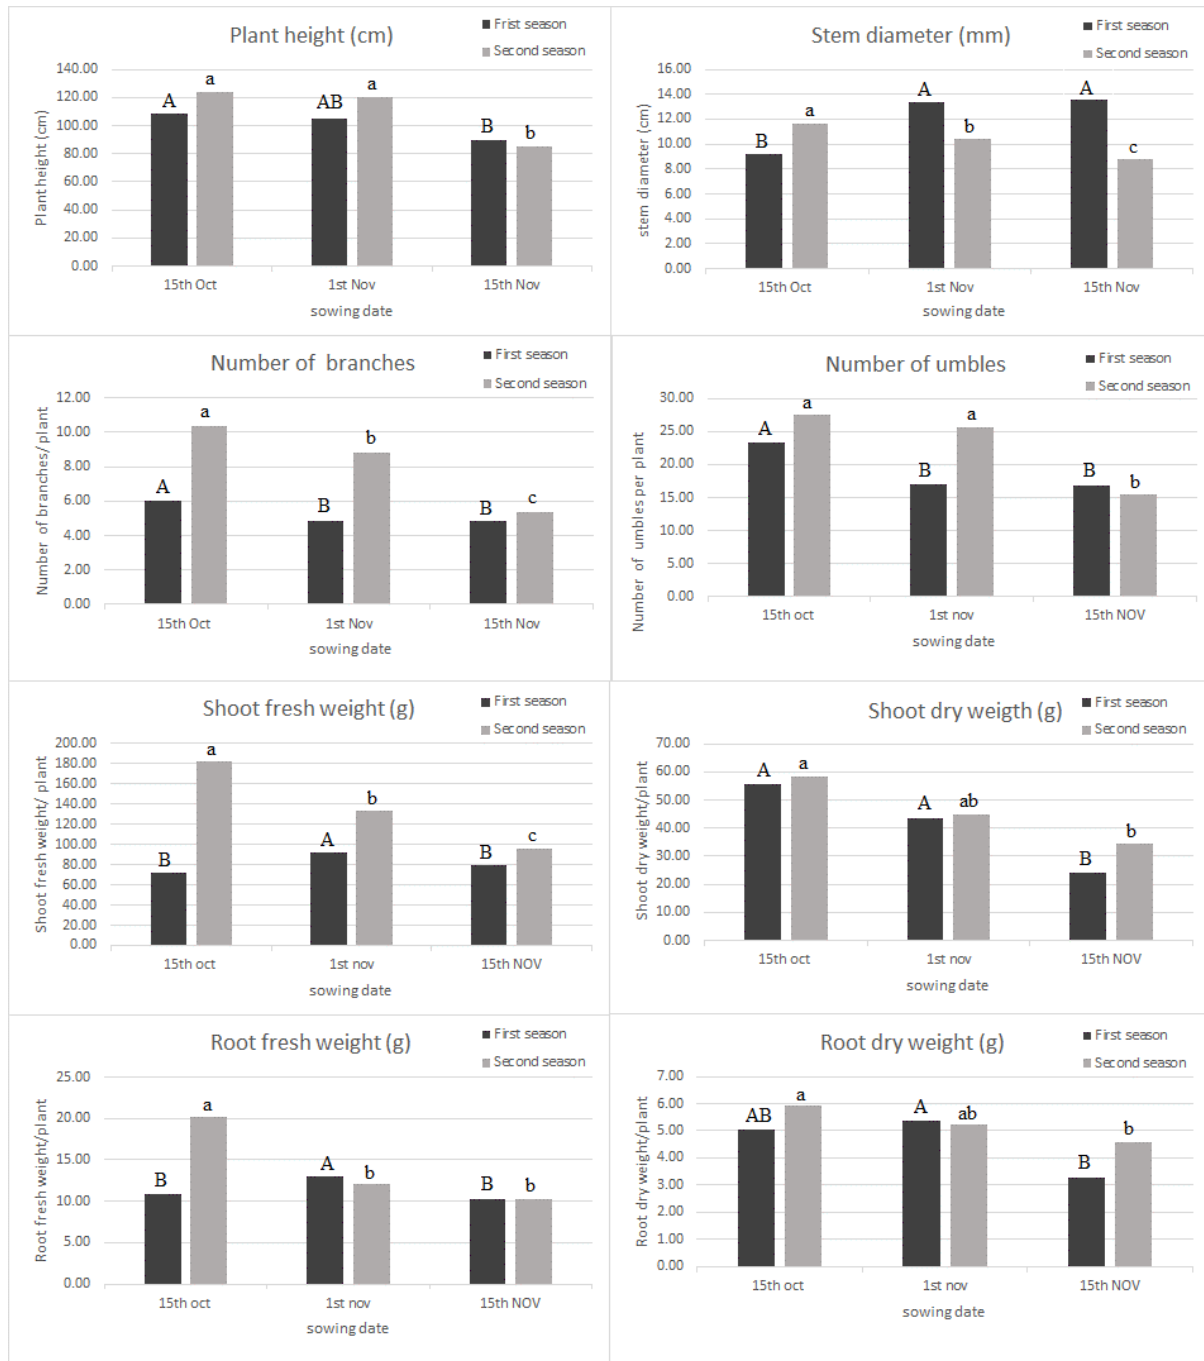 Plant height (cm)
Frist season
Second season
140.00
120.00
100.00
80.00
60.00
40.00
20.00
0.00
Plant height (cm)
A
a
AB
a
B
b
15th Oct
1st Nov
15th Nov
sowing date
Stem diameter (mm)
First season
Second season
16.00
14.00
12.00
10.00
8.00
6.00
4.00
2.00
0.00
stem diameter (cm)
B
a
A
b
A
c
15th Oct
1st Nov
15th Nov
sowing date
Number of branches
First season
Second season
12.00
10.00
8.00
6.00
4.00
2.00
0.00
Number of branches/ plant
A
a
B
b
B
c
15th Oct
1st Nov
15th Nov
sowing date
Number of umbles
First season
Second season
30.00
25.00
20.00
15.00
10.00
5.00
0.00
Number of umbles per plant
A
a
B
a
B
b
15th oct
1st nov
15th NOV
sowing date
Shoot fresh weight (g)
First season
Second season
200.00
180.00
160.00
140.00
120.00
100.00
80.00
60.00
40.00
20.00
0.00
Shoot fresh weight/ plant
B
a
A
b
B
c
15th oct
1st nov
15th NOV
sowing date
Shoot dry weigth (g)
First season
Second season
70.00
60.00
50.00
40.00
30.00
20.00
10.00
0.00
Shoot dry weight/plant
A
a
A
ab
B
b
15th oct
1st nov
15th NOV
sowing date
Root fresh weight (g)
First season
Second season
25.00
20.00
15.00
10.00
5.00
0.00
Root fresh weight/plant
B
a
A
b
B
b
15th oct
1st nov
15th NOV
sowing date
Root dry weight (g)
First season
Second season
7.00
6.00
5.00
4.00
3.00
2.00
1.00
0.00
Root dry weight/plant
AB
a
A
ab
B
b
15th oct
1st nov
15th NOV
sowing date